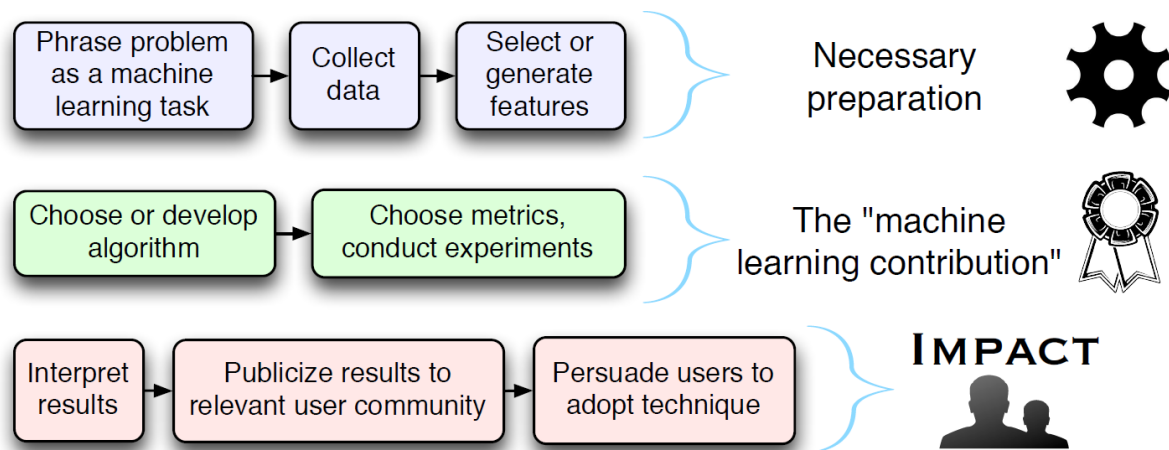 Phrase problem
as a machine
learning task
Collect
data
Select or
generate
features
Necessary
preparation
Choose or develop
algorithm
Choose metrics,
conduct experiments
The "machine
learning contribution"
Interpret
results
Publicize results to
relevant user community
Persuade users to
adopt technique
IMPACT